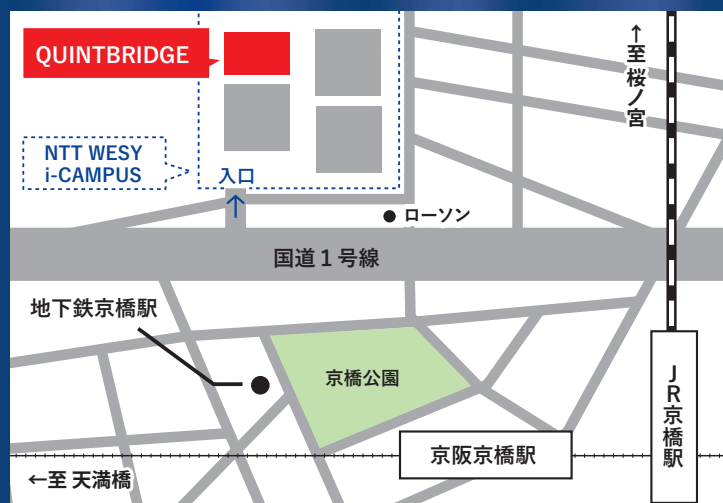 QUINTBRIDGE
↑至 桜ノ宮
NTT WESY
i-CAMPUS
入口
↑
ローソン
国道1号線
地下鉄京橋駅
京橋公園
JR京橋駅
京阪京橋駅
←至 天満橋